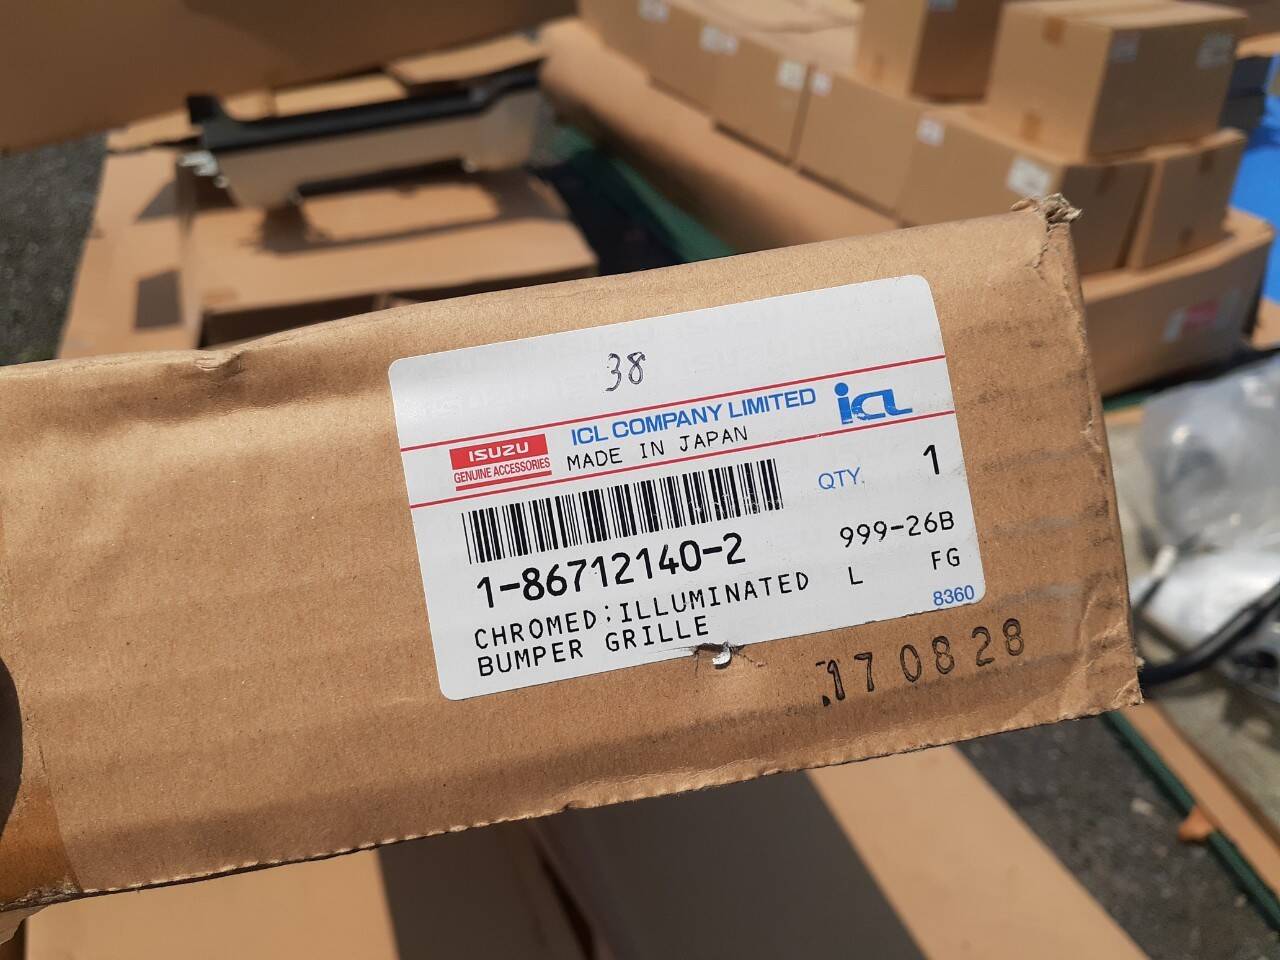 38
ISUZU
GENUINE ACCESSORIES
ICL COMPANY LIMITED
MADE IN JAPAN
icL
QTY. 1
1-86712140-2
999-26B
CHROMED:ILLUMINATED L FG
BUMPER GRILLE
8360
170828